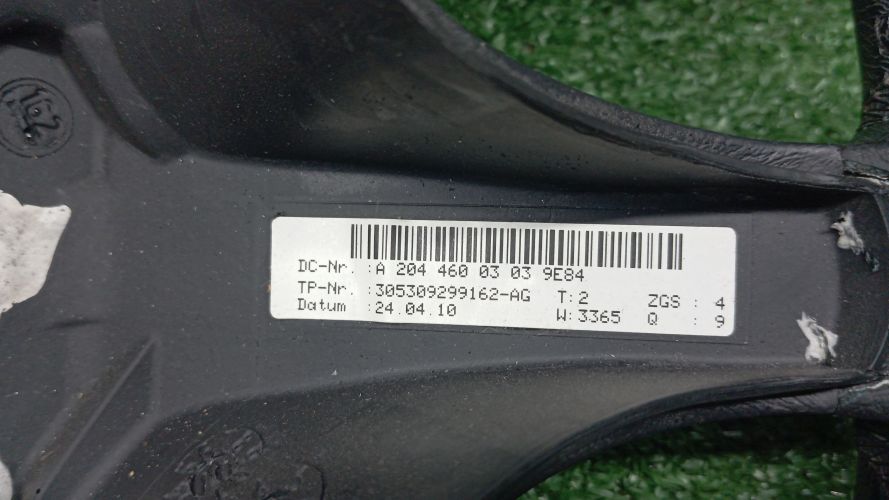 DC-Nr. :A 204 460 03 03 9E84
TP-Nr. :305309299162-AG T:2 ZGS : 4
Datum :24.04.10 W:3365 Q : 9